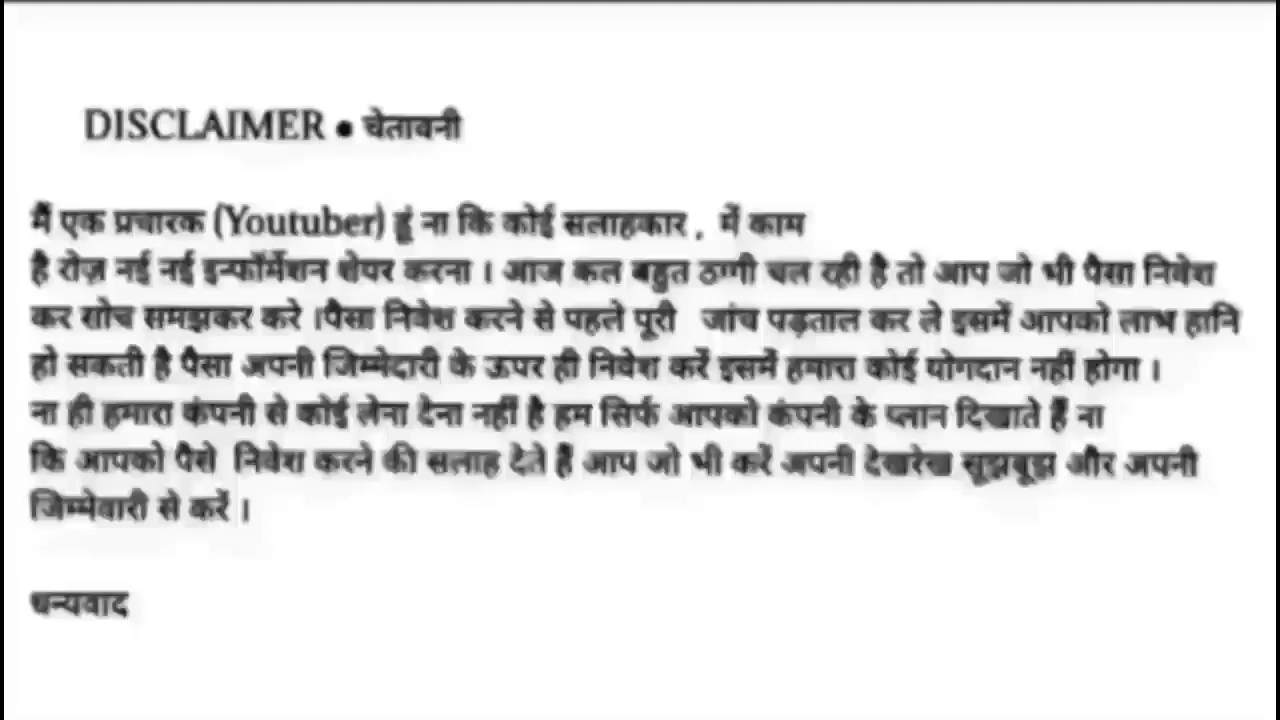 DISCLAIMER • चेतावनी
मैं एक प्रचारक (Youtuber) हूं ना कि कोई सलाहकार , में काम
है रोज़ नई नई इन्फॉर्मेशन शेयर करना । आज कल बहुत ठग्गी चल रही है तो आप जो भी पैसा निवेश
कर सोच समझकर करे ।पैसा निवेश करने से पहले पूरी जांच पड़ताल कर ले इसमें आपको लाभ हानि
हो सकती है पैसा अपनी जिम्मेदारी के ऊपर ही निवेश करें इसमें हमारा कोई योगदान नहीं होगा ।
ना ही हमारा कंपनी से कोई लेना देना नहीं है हम सिर्फ आपको कंपनी के प्लान दिखाते हैं ना
कि आपको पैसे निवेश करने की सलाह देते हैं आप जो भी करें अपनी देखरेख सूझबूझ और अपनी
जिम्मेवारी से करें ।
धन्यवाद